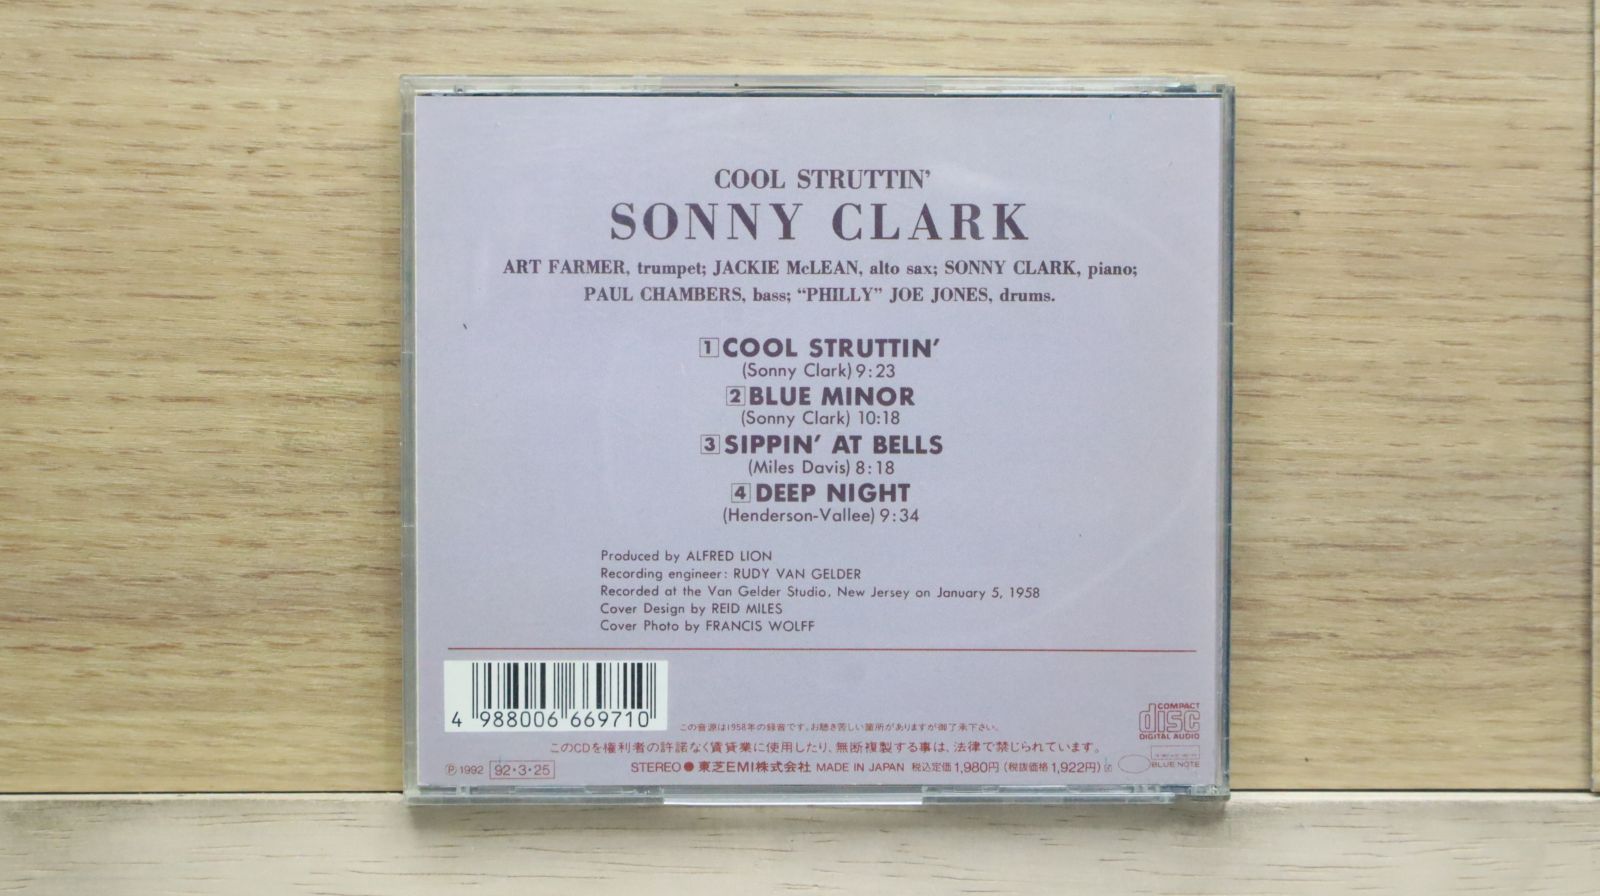 COOL STRUTTIN'
SONNY CLARK
ART FARMER, trumpet; JACKIE McLEAN, alto sax; SONNY CLARK, piano;
PAUL CHAMBERS, bass; “PHILLY” JOE JONES, drums.
1 COOL STRUTTIN'
(Sonny Clark) 9:23
2 BLUE MINOR
(Sonny Clark) 10:18
3 SIPPIN' AT BELLS
(Miles Davis) 8:18
4 DEEP NIGHT
(Henderson-Vallee) 9:34
Produced by ALFRED LION
Recording engineer: RUDY VAN GELDER
Recorded at the Van Gelder Studio, New Jersey on January 5, 1958
Cover Design by REID MILES
Cover Photo by FRANCIS WOLFF
4 988006 669710
この音源は1958年の録音です。お聴き苦しい箇所がありますが御了承下さい。
このCDを権利者の許諾なく賃貸業に使用したり、無断複製する事は、法律で禁じられています。
Ⓟ1992 92・3・25 STEREO●東芝EMI株式会社 MADE IN JAPAN 税込定価1,980円(税抜価格1,922円)
COMPACT
disc
DIGITAL AUDIO
BLUE NOTE